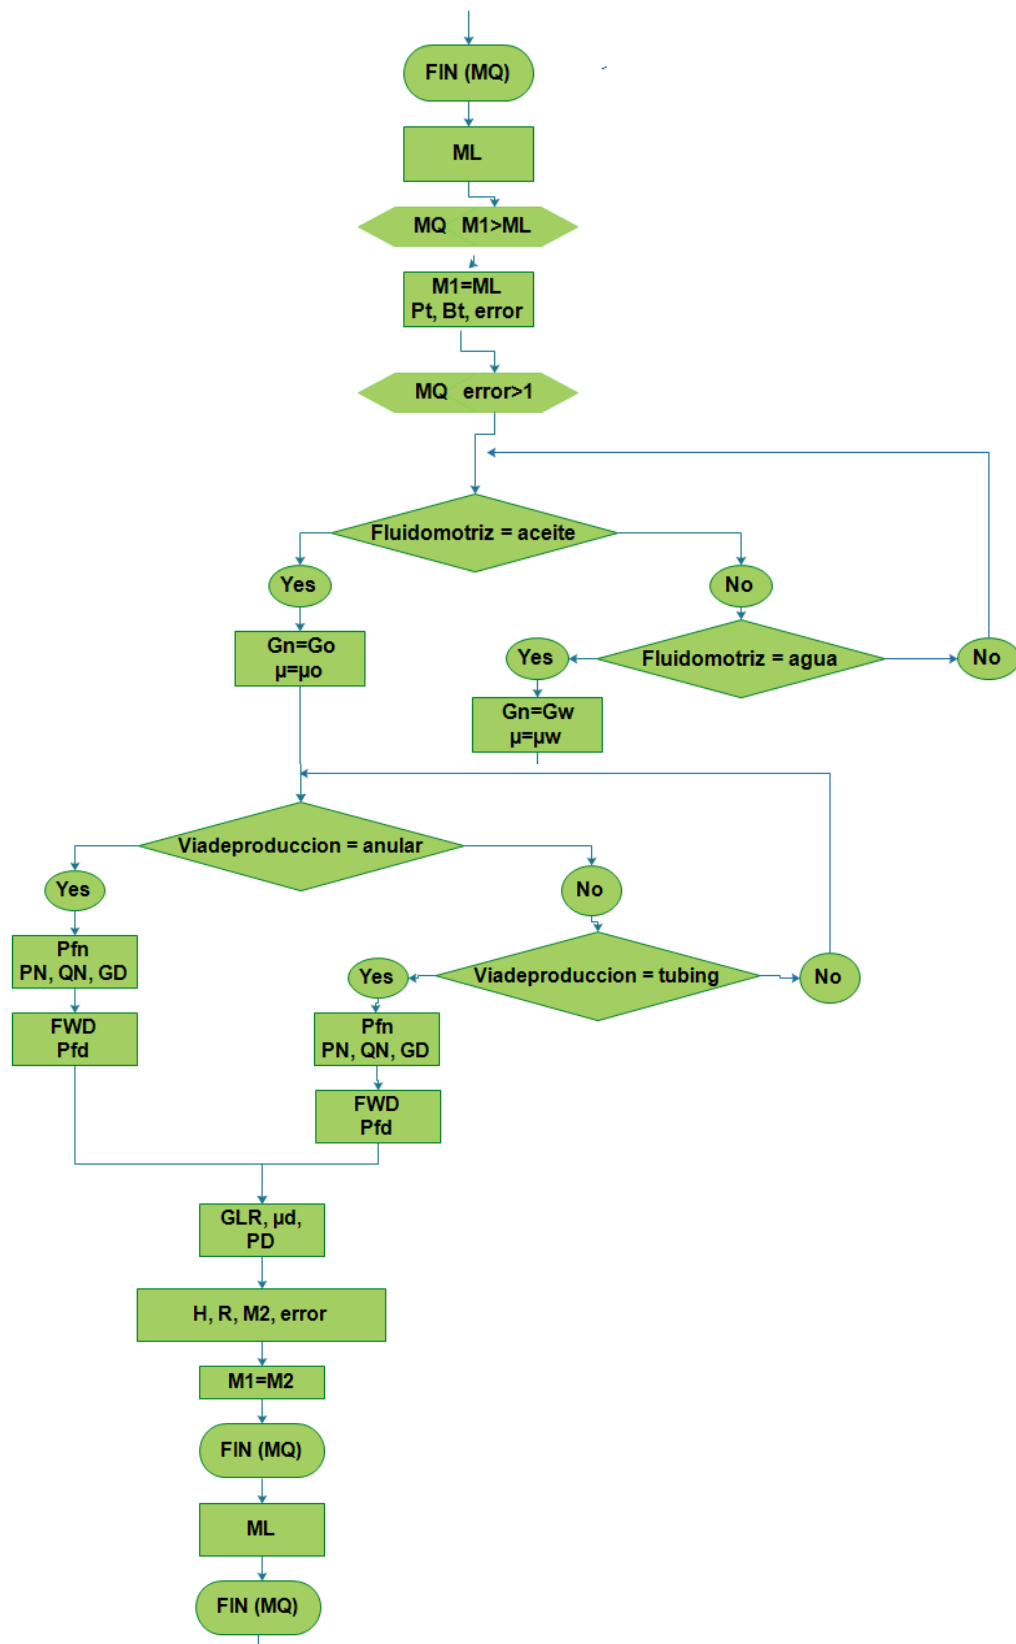 FIN (MQ)
ML
MQ M1>ML
M1=ML
Pt, Bt, error
MQ error>1
Fluidomotriz = aceite
Yes
No
Gn=Go
µ=µo
Yes
Fluidomotriz = agua
No
Gn=Gw
µ=µw
Viadeproduccion = anular
Yes
No
Pfn
PN, QN, GD
Yes
Viadeproduccion = tubing
No
FWD
Pfd
Pfn
PN, QN, GD
FWD
Pfd
GLR, µd,
PD
H, R, M2, error
M1=M2
FIN (MQ)
ML
FIN (MQ)